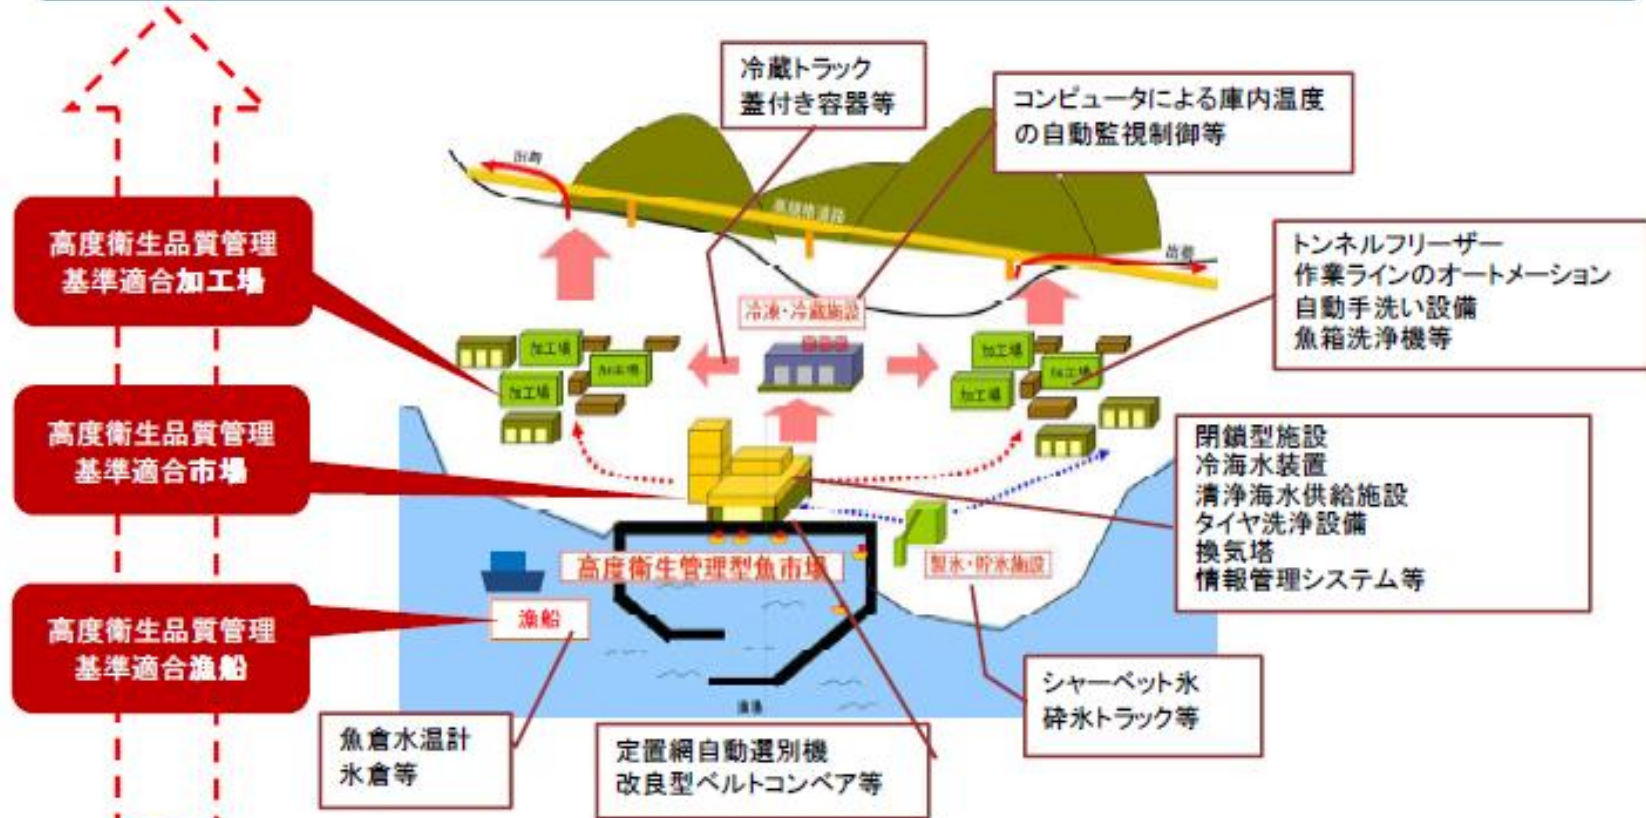 冷蔵トラック
蓋付き容器等
コンピュータによる庫内温度
の自動監視制御等
出荷
高規格道路
出荷
高度衛生品質管理
基準適合加工場
トンネルフリーザー
作業ラインのオートメーション
自動手洗い設備
魚箱洗浄機等
冷凍・冷蔵施設
加工場
加工場
加工場
加工場
加工場
加工場
高度衛生品質管理
基準適合市場
閉鎖型施設
冷海水装置
清浄海水供給施設
タイヤ洗浄設備
換気塔
情報管理システム等
高度衛生管理型魚市場
製氷・貯氷施設
漁船
高度衛生品質管理
基準適合漁船
シャーベット氷
砕氷トラック等
魚倉水温計
氷倉等
定置網自動選別機
改良型ベルトコンベア等